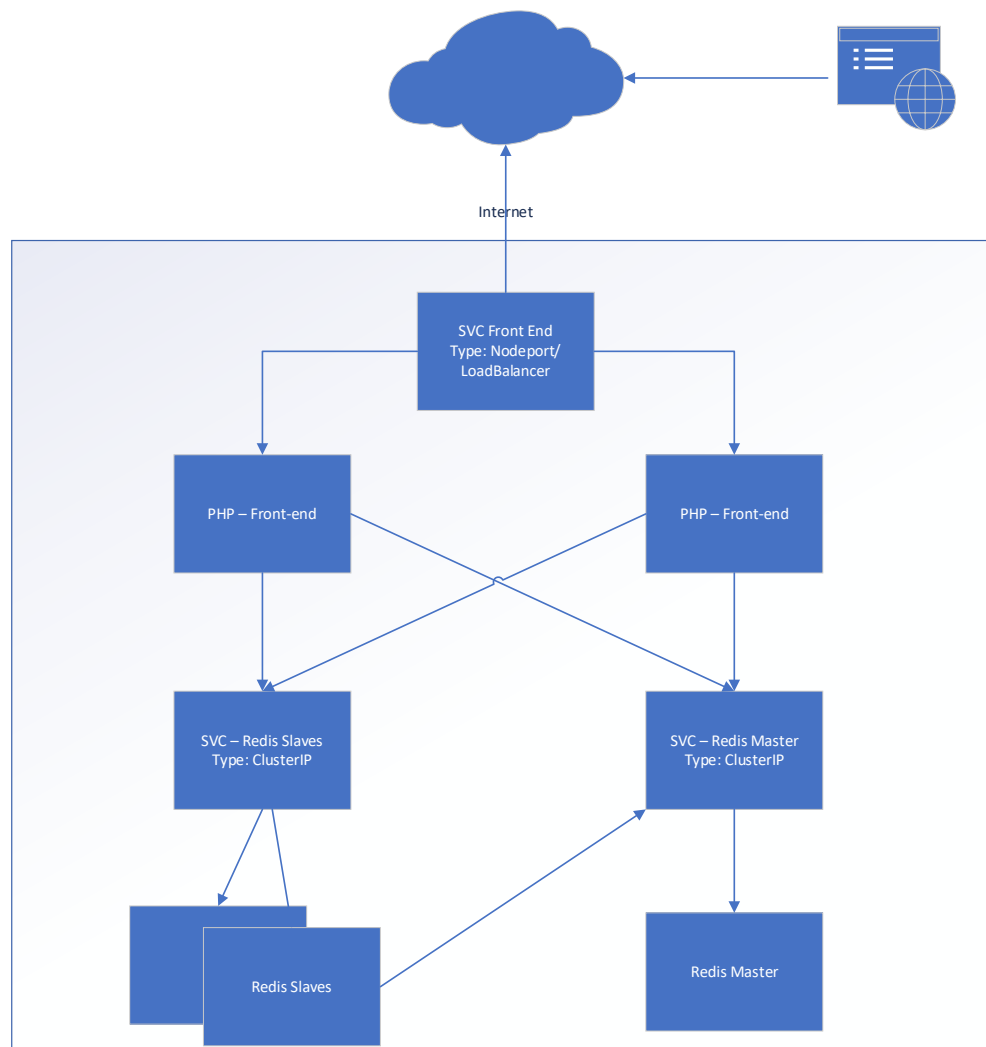 Internet
SVC Front End
Type: Nodeport/
LoadBalancer
PHP – Front-end
PHP – Front-end
SVC – Redis Slaves
Type: ClusterIP
SVC – Redis Master
Type: ClusterIP
Redis Slaves
Redis Master